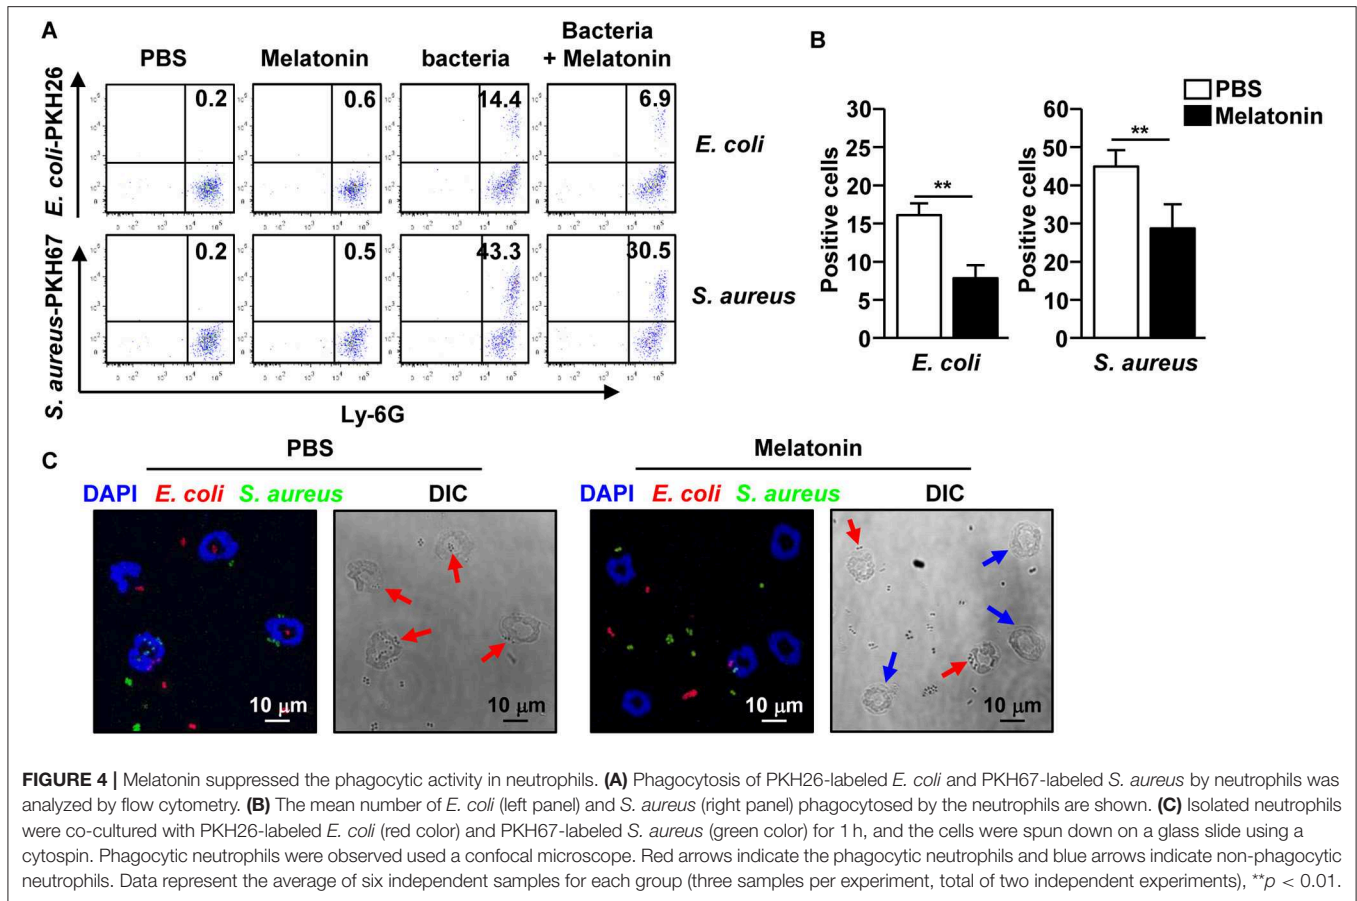 A
PBS
Melatonin
bacteria
Bacteria
+ Melatonin
E. coli-PKH26
0.2
0.6
14.4
6.9
E. coli
S. aureus-PKH67
0.2
0.5
43.3
30.5
S. aureus
Ly-6G
B
PBS
Melatonin
Positive cells
30
25
20
15
10
5
0
**
E. coli
Positive cells
60
50
40
30
20
10
0
**
S. aureus
C
PBS
Melatonin
DAPI E. coli S. aureus DIC
DAPI E. coli S. aureus DIC
10 μm
10 μm
10 μm
10 μm
FIGURE 4 | Melatonin suppressed the phagocytic activity in neutrophils. (A) Phagocytosis of PKH26-labeled E. coli and PKH67-labeled S. aureus by neutrophils was
analyzed by flow cytometry. (B) The mean number of E. coli (left panel) and S. aureus (right panel) phagocytosed by the neutrophils are shown. (C) Isolated neutrophils
were co-cultured with PKH26-labeled E. coli (red color) and PKH67-labeled S. aureus (green color) for 1 h, and the cells were spun down on a glass slide using a
cytospin. Phagocytic neutrophils were observed used a confocal microscope. Red arrows indicate the phagocytic neutrophils and blue arrows indicate non-phagocytic
neutrophils. Data represent the average of six independent samples for each group (three samples per experiment, total of two independent experiments), **p < 0.01.